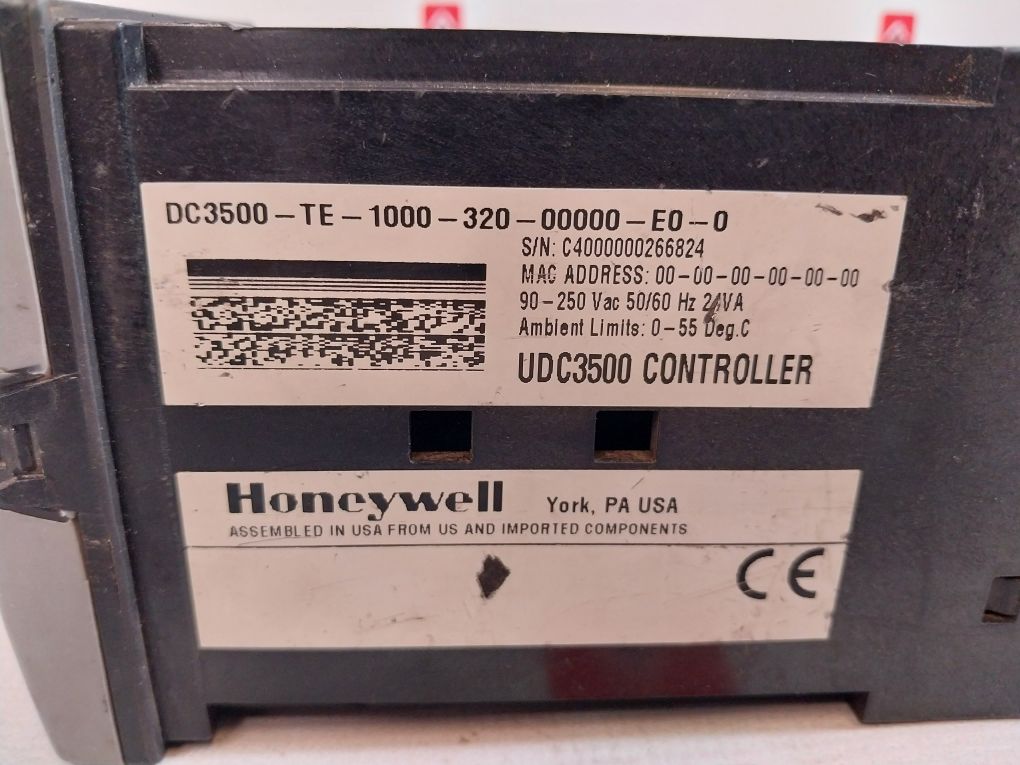 DC3500-TE-1000-320-00000-E0-0
S/N: C4000000266824
MAC ADDRESS: 00-00-00-00-00-00
90-250 Vac 50/60 Hz 24VA
Ambient Limits: 0-55 Deg.C
UDC3500 CONTROLLER
Honeywell York, PA USA
ASSEMBLED IN USA FROM US AND IMPORTED COMPONENTS
CE